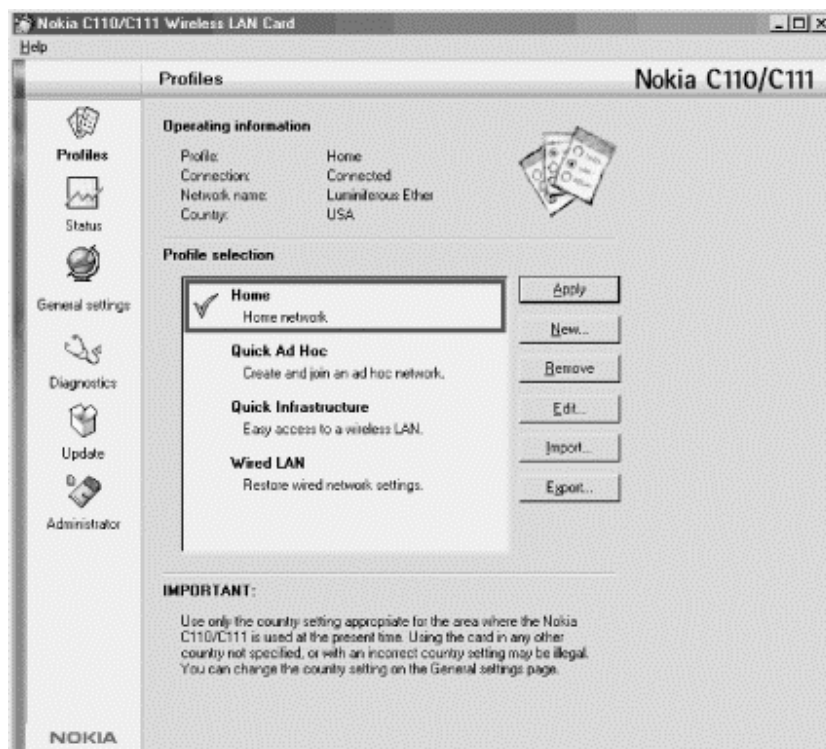 Nokia C110/C111 Wireless LAN Card
Help
Profiles
Nokia C110/C111
Profiles
Status
General settings
Diagnostics
Update
Administrator
NOKIA
Operating information
Profile: Home
Connection: Connected
Network name: Luminiferous Ether
Country: USA
Profile selection
Home
Home network.
Quick Ad Hoc
Create and join an ad hoc network.
Quick Infrastructure
Easy access to a wireless LAN.
Wired LAN
Restore wired network settings.
Apply
New...
Remove
Edit...
Import...
Export...
IMPORTANT:
Use only the country setting appropriate for the area where the Nokia
C110/C111 is used at the present time. Using the card in any other
country not specified, or with an incorrect country setting may be illegal.
You can change the country setting on the General settings page.